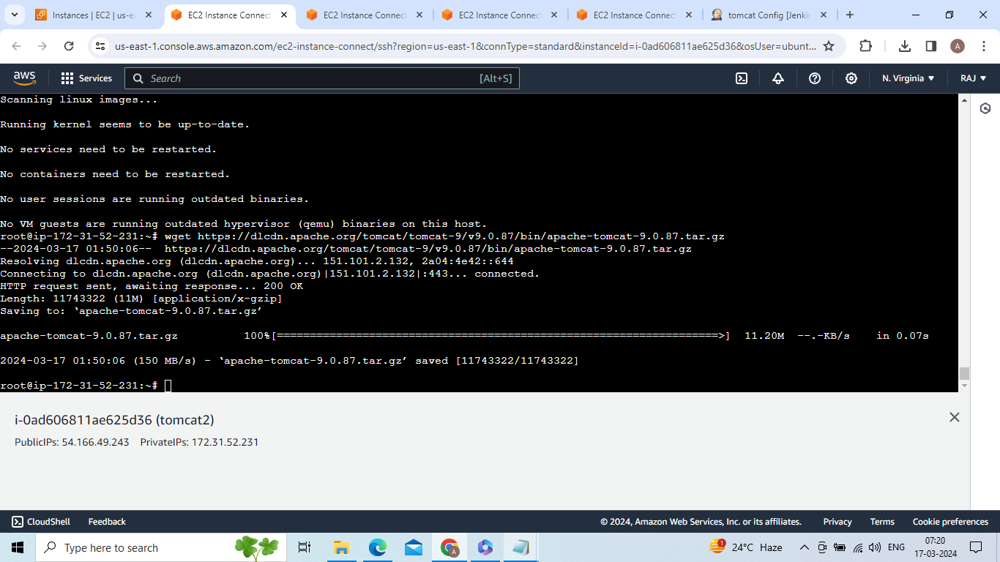 Instances | EC2 | us-ea
EC2 Instance Connect
EC2 Instance Connect
EC2 Instance Connect
EC2 Instance Connect
tomcat Config [Jenki
us-east-1.console.aws.amazon.com/ec2-instance-connect/ssh?region=us-east-1&connType=standard&instanceId=i-0ad606811ae625d36&osUser=ubunt...
A
aws
Services
Search
[Alt+S]
N. Virginia
RAJ
Scanning linux images...
Running kernel seems to be up-to-date.
No services need to be restarted.
No containers need to be restarted.
No user sessions are running outdated binaries.
No VM guests are running outdated hypervisor (qemu) binaries on this host.
root@ip-172-31-52-231:~# wget https://dlcdn.apache.org/tomcat/tomcat-9/v9.0.87/bin/apache-tomcat-9.0.87.tar.gz
--2024-03-17 01:50:06--  https://dlcdn.apache.org/tomcat/tomcat-9/v9.0.87/bin/apache-tomcat-9.0.87.tar.gz
Resolving dlcdn.apache.org (dlcdn.apache.org)... 151.101.2.132, 2a04:4e42::644
Connecting to dlcdn.apache.org (dlcdn.apache.org)|151.101.2.132|:443... connected.
HTTP request sent, awaiting response... 200 OK
Length: 11743322 (11M) [application/x-gzip]
Saving to: ‘apache-tomcat-9.0.87.tar.gz’
apache-tomcat-9.0.87.tar.gz          100%[===================================================================>]  11.20M  --.-KB/s    in 0.07s
2024-03-17 01:50:06 (150 MB/s) - ‘apache-tomcat-9.0.87.tar.gz’ saved [11743322/11743322]
root@ip-172-31-52-231:~#
i-0ad606811ae625d36 (tomcat2)
PublicIPs: 54.166.49.243    PrivateIPs: 172.31.52.231
CloudShell
Feedback
© 2024, Amazon Web Services, Inc. or its affiliates.
Privacy
Terms
Cookie preferences
Type here to search
A
1
24°C Haze
ENG
07:20
17-03-2024